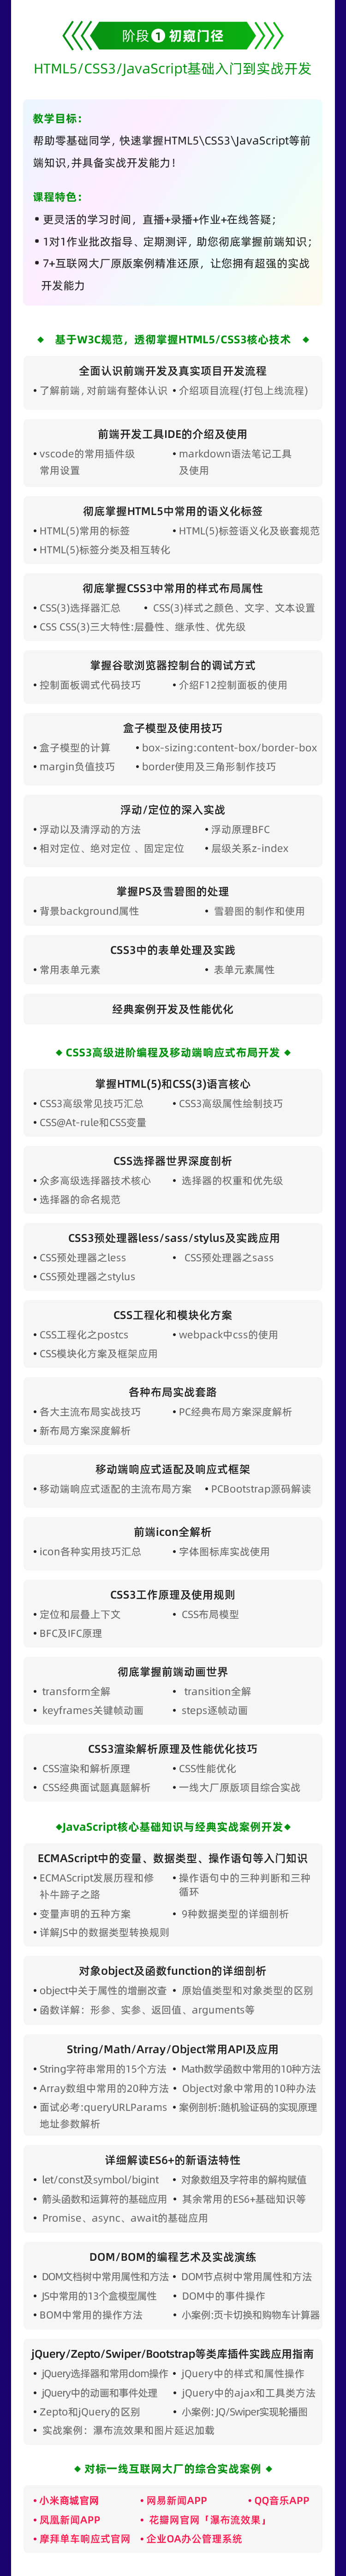 阶段 1 初窥门径
HTML5/CSS3/JavaScript基础入门到实战开发
教学目标：
帮助零基础同学，快速掌握HTML5\CSS3\JavaScript等前
端知识，并具备实战开发能力！
课程特色：
• 更灵活的学习时间，直播+录播+作业+在线答疑；
• 1对1作业批改指导、定期测评，助您彻底掌握前端知识；
• 7+互联网大厂原版案例精准还原，让您拥有超强的实战
开发能力
◆ 基于W3C规范，透彻掌握HTML5/CSS3核心技术 ◆
全面认识前端开发及真实项目开发流程
• 了解前端，对前端有整体认识 • 介绍项目流程(打包上线流程)
前端开发工具IDE的介绍及使用
• vscode的常用插件级 • markdown语法笔记工具
常用设置 及使用
彻底掌握HTML5中常用的语义化标签
• HTML(5)常用的标签 • HTML(5)标签语义化及嵌套规范
• HTML(5)标签分类及相互转化
彻底掌握CSS3中常用的样式布局属性
• CSS(3)选择器汇总 • CSS(3)样式之颜色、文字、文本设置
• CSS CSS(3)三大特性:层叠性、继承性、优先级
掌握谷歌浏览器控制台的调试方式
• 控制面板调式代码技巧 • 介绍F12控制面板的使用
盒子模型及使用技巧
• 盒子模型的计算 • box-sizing:content-box/border-box
• margin负值技巧 • border使用及三角形制作技巧
浮动/定位的深入实战
• 浮动以及清浮动的方法 • 浮动原理BFC
• 相对定位、绝对定位 、固定定位 • 层级关系z-index
掌握PS及雪碧图的处理
• 背景background属性 • 雪碧图的制作和使用
CSS3中的表单处理及实践
• 常用表单元素 • 表单元素属性
经典案例开发及性能优化
◆ CSS3高级进阶编程及移动端响应式布局开发 ◆
掌握HTML(5)和CSS(3)语言核心
• CSS3高级常见技巧汇总 • CSS3高级属性绘制技巧
• CSS@At-rule和CSS变量
CSS选择器世界深度剖析
• 众多高级选择器技术核心 • 选择器的权重和优先级
• 选择器的命名规范
CSS3预处理器less/sass/stylus及实践应用
• CSS预处理器之less • CSS预处理器之sass
• CSS预处理器之stylus
CSS工程化和模块化方案
• CSS工程化之postcs • webpack中css的使用
• CSS模块化方案及框架应用
各种布局实战套路
• 各大主流布局实战技巧 • PC经典布局方案深度解析
• 新布局方案深度解析
移动端响应式适配及响应式框架
• 移动端响应式适配的主流布局方案 • PCBootstrap源码解读
前端icon全解析
• icon各种实用技巧汇总 • 字体图标库实战使用
CSS3工作原理及使用规则
• 定位和层叠上下文 • CSS布局模型
• BFC及IFC原理
彻底掌握前端动画世界
• transform全解 • transition全解
• keyframes关键帧动画 • steps逐帧动画
CSS3渲染解析原理及性能优化技巧
• CSS渲染和解析原理 • CSS性能优化
• CSS经典面试题真题解析 • 一线大厂原版项目综合实战
◆JavaScript核心基础知识与经典实战案例开发◆
ECMAScript中的变量、数据类型、操作语句等入门知识
• ECMAScript发展历程和修 • 操作语句中的三种判断和三种
补牛蹄子之路 循环
• 变量声明的五种方案 • 9种数据类型的详细剖析
• 详解JS中的数据类型转换规则
对象object及函数function的详细剖析
• object中关于属性的增删改查 • 原始值类型和对象类型的区别
• 函数详解：形参、实参、返回值、arguments等
String/Math/Array/Object常用API及应用
• String字符串常用的15个方法 • Math数学函数中常用的10种方法
• Array数组中常用的20种方法 • Object对象中常用的10种办法
• 面试必考:queryURLParams • 案例剖析:随机验证码的实现原理
地址参数解析
详细解读ES6+的新语法特性
• let/const及symbol/bigint • 对象数组及字符串的解构赋值
• 箭头函数和运算符的基础应用 • 其余常用的ES6+基础知识等
• Promise、async、await的基础应用
DOM/BOM的编程艺术及实战演练
• DOM文档树中常用属性和方法 • DOM节点树中常用属性和方法
• JS中常用的13个盒模型属性 • DOM中的事件操作
• BOM中常用的操作方法 • 小案例:页卡切换和购物车计算器
jQuery/Zepto/Swiper/Bootstrap等类库插件实践应用指南
• jQuery选择器和常用dom操作 • jQuery中的样式和属性操作
• jQuery中的动画和事件处理 • jQuery中的ajax和工具类方法
• Zepto和jQuery的区别 • 小案例: JQ/Swiper实现轮播图
• 实战案例：瀑布流效果和图片延迟加载
◆ 对标一线互联网大厂的综合实战案例 ◆
• 小米商城官网 • 网易新闻APP • QQ音乐APP
• 凤凰新闻APP • 花瓣网官网「瀑布流效果」
• 摩拜单车响应式官网 • 企业OA办公管理系统